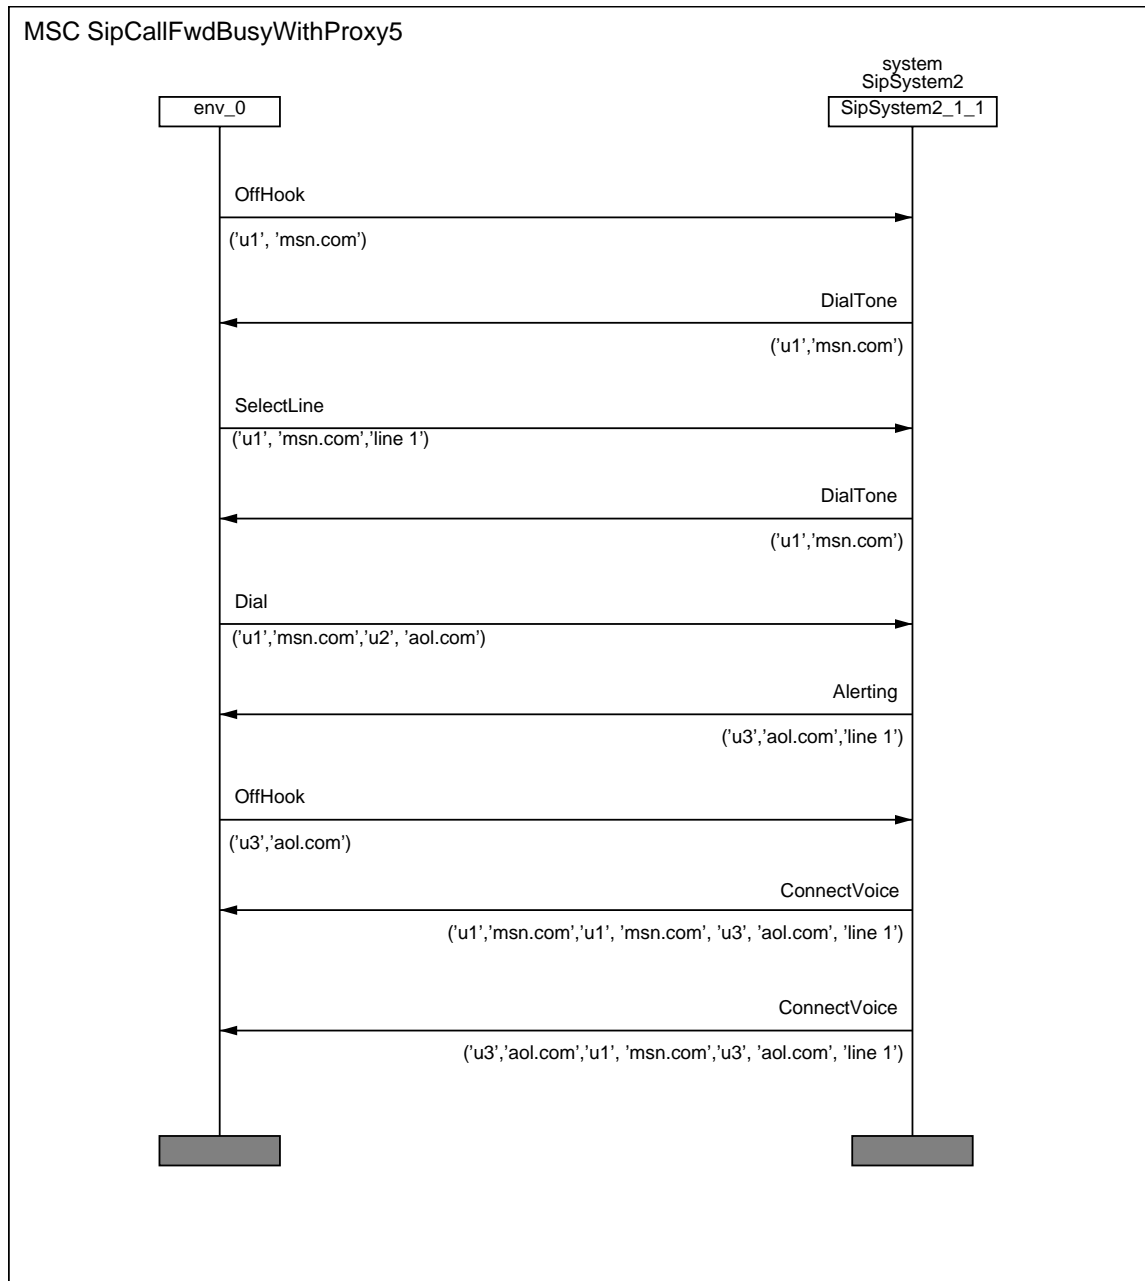 MSC SipCallFwdBusyWithProxy5
system
SipSystem2
env_0
SipSystem2_1_1
OffHook
('u1', 'msn.com')
DialTone
('u1','msn.com')
SelectLine
('u1', 'msn.com','line 1')
DialTone
('u1','msn.com')
Dial
('u1','msn.com','u2', 'aol.com')
Alerting
('u3','aol.com','line 1')
OffHook
('u3','aol.com')
ConnectVoice
('u1','msn.com','u1', 'msn.com', 'u3', 'aol.com', 'line 1')
ConnectVoice
('u3','aol.com','u1', 'msn.com','u3', 'aol.com', 'line 1')